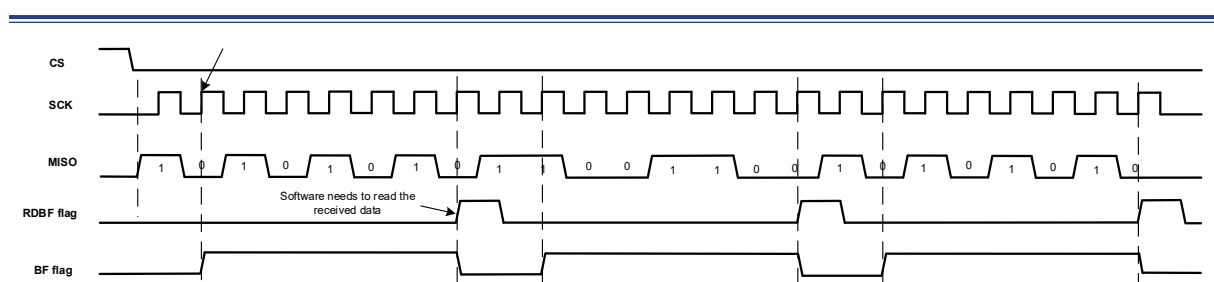 CS
SCK
MISO
1 0 1 0 1 0 1 0 1 1 0 0 1 1 0 0 1 0 1 0 1 0 1 0
Software needs to read the
received data
RDBF flag
BF flag